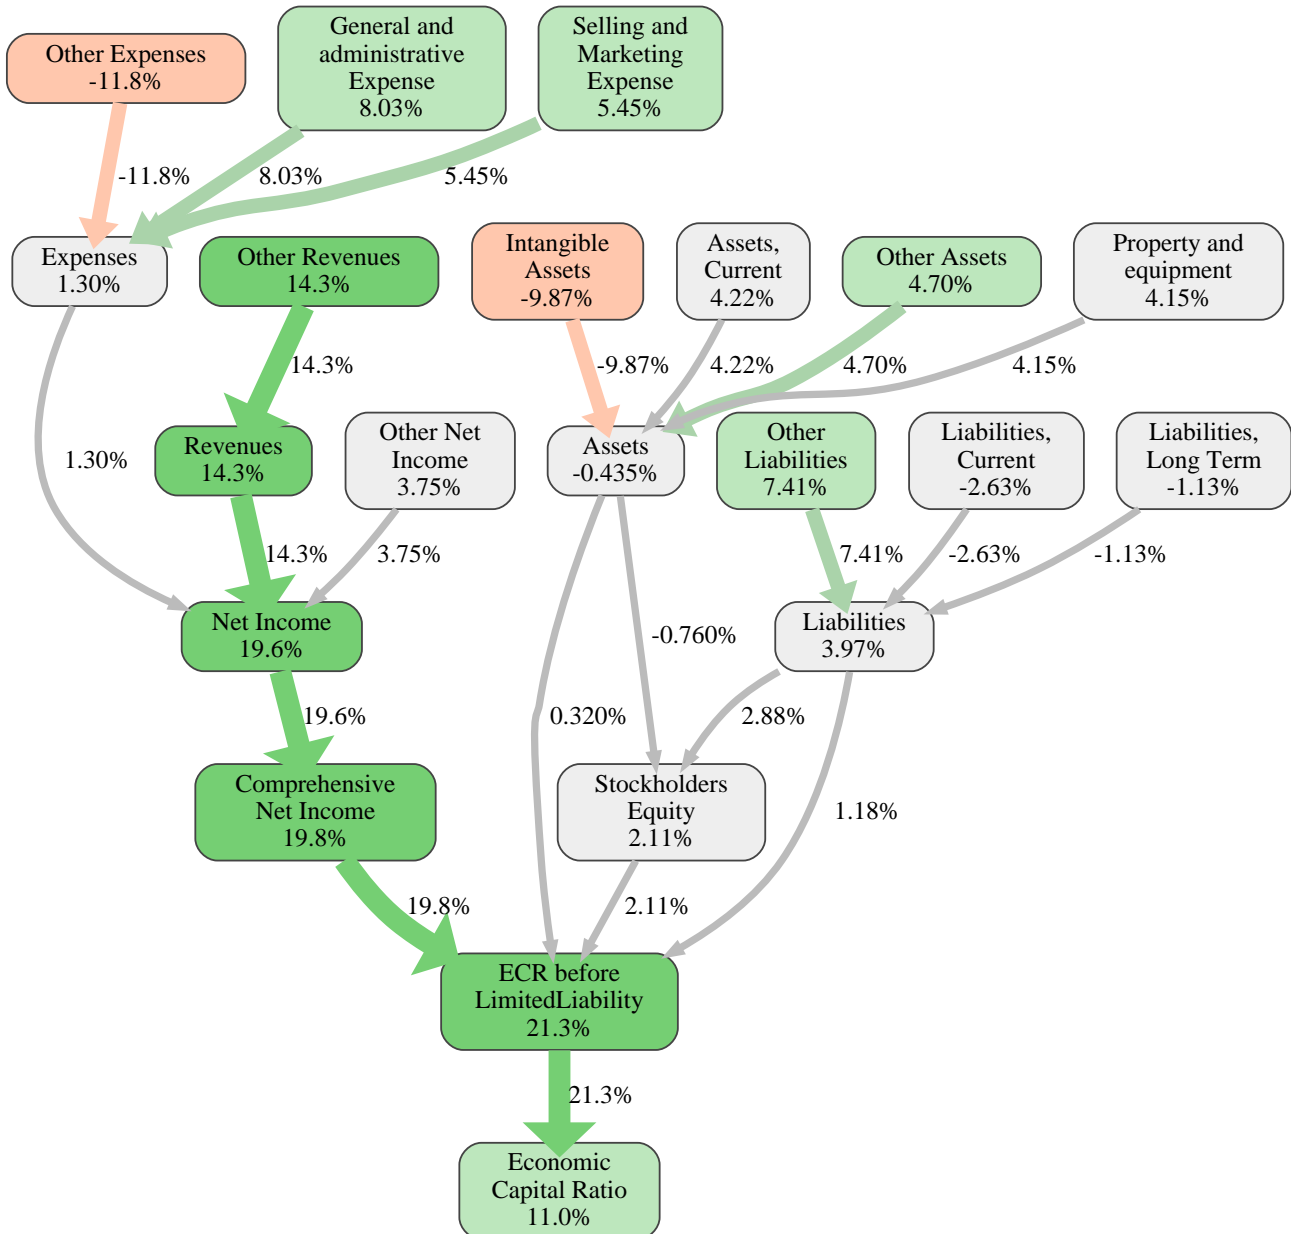 Other Expenses
-11.8%
General and
administrative
Expense
8.03%
Selling and
Marketing
Expense
5.45%
-11.8%
8.03%
5.45%
Expenses
1.30%
Other Revenues
14.3%
Intangible
Assets
-9.87%
Assets,
Current
4.22%
Other Assets
4.70%
Property and
equipment
4.15%
14.3%
-9.87%
4.22%
4.70%
4.15%
1.30%
Revenues
14.3%
Other Net
Income
3.75%
Assets
-0.435%
Other
Liabilities
7.41%
Liabilities,
Current
-2.63%
Liabilities,
Long Term
-1.13%
14.3%
3.75%
7.41%
-2.63%
-1.13%
Net Income
19.6%
-0.760%
Liabilities
3.97%
19.6%
0.320%
2.88%
Comprehensive
Net Income
19.8%
Stockholders
Equity
2.11%
1.18%
19.8%
2.11%
ECR before
LimitedLiability
21.3%
21.3%
Economic
Capital Ratio
11.0%